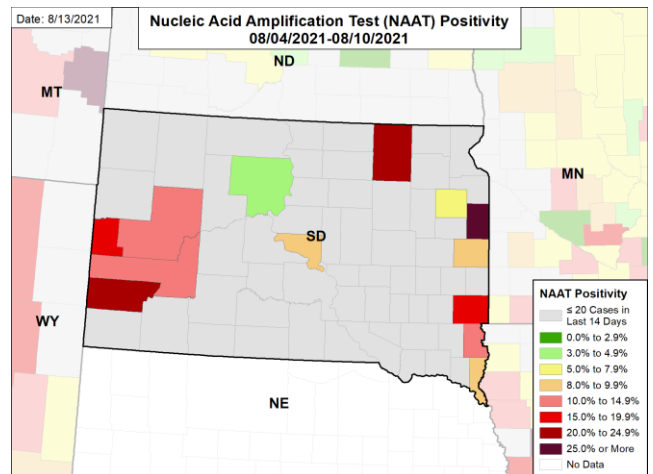 Date: 8/13/2021
Nucleic Acid Amplification Test (NAAT) Positivity
08/04/2021-08/10/2021
ND
MT
MN
SD
WY
NE
NAAT Positivity
≤ 20 Cases in
Last 14 Days
0.0% to 2.9%
3.0% to 4.9%
5.0% to 7.9%
8.0% to 9.9%
10.0% to 14.9%
15.0% to 19.9%
20.0% to 24.9%
25.0% or More
No Data